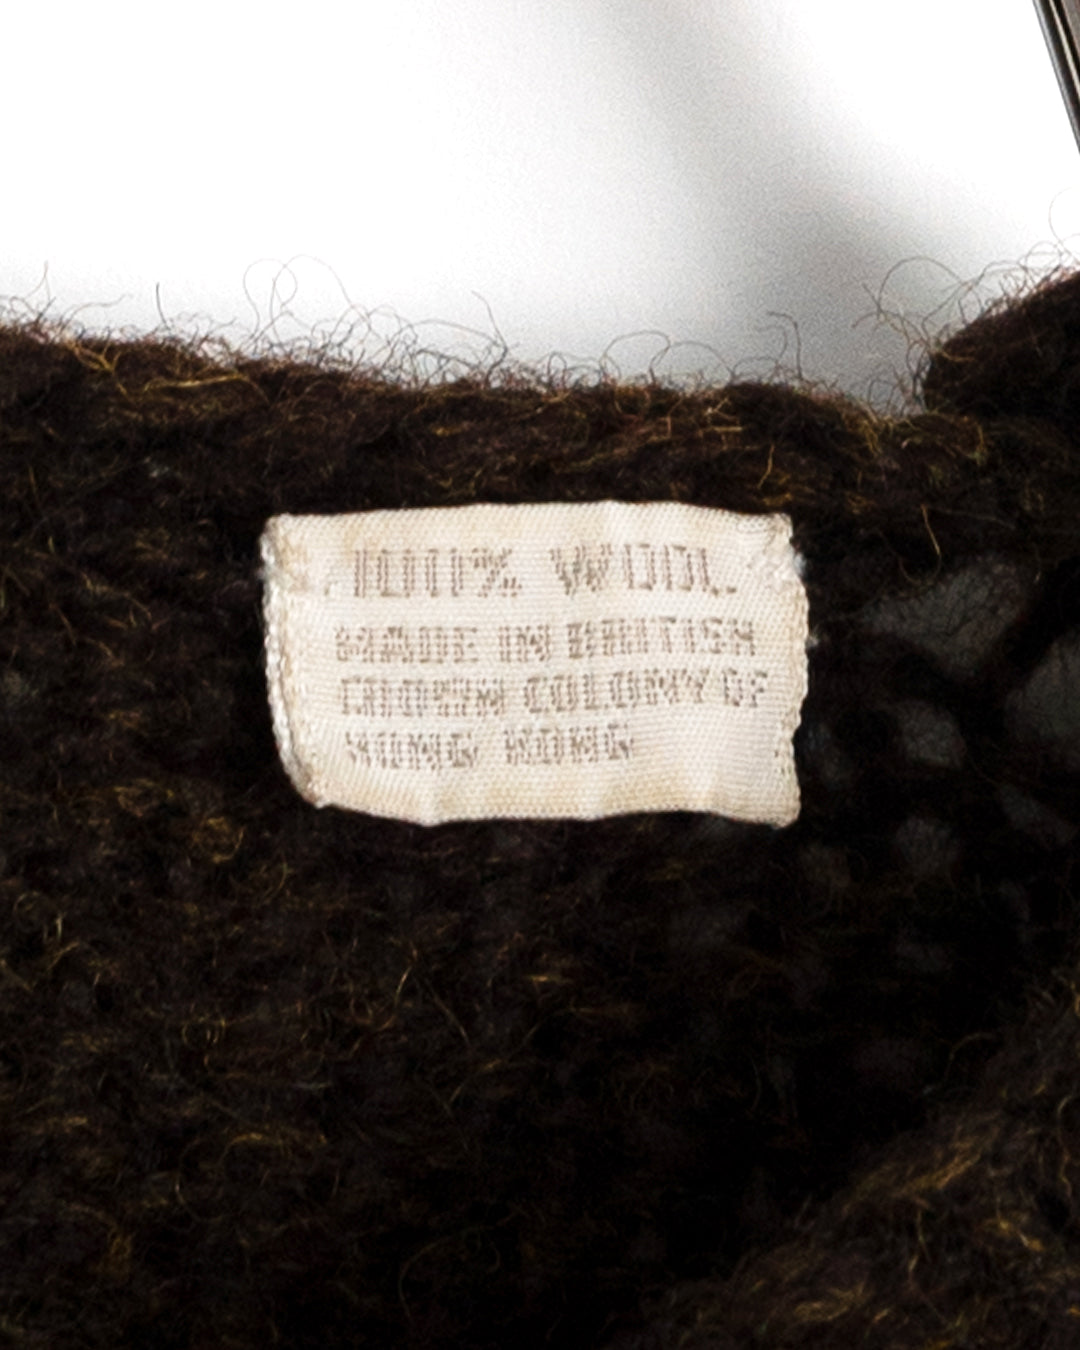 100% WOOL
MADE IN BRITISH
CROWN COLONY OF
HONG KONG